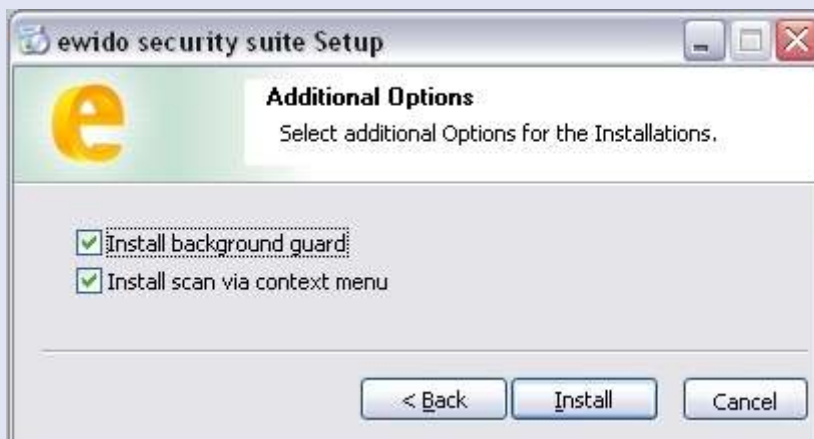 ewido security suite Setup
e
Additional Options
Select additional Options for the Installations.
Install background guard
Install scan via context menu
< Back
Install
Cancel